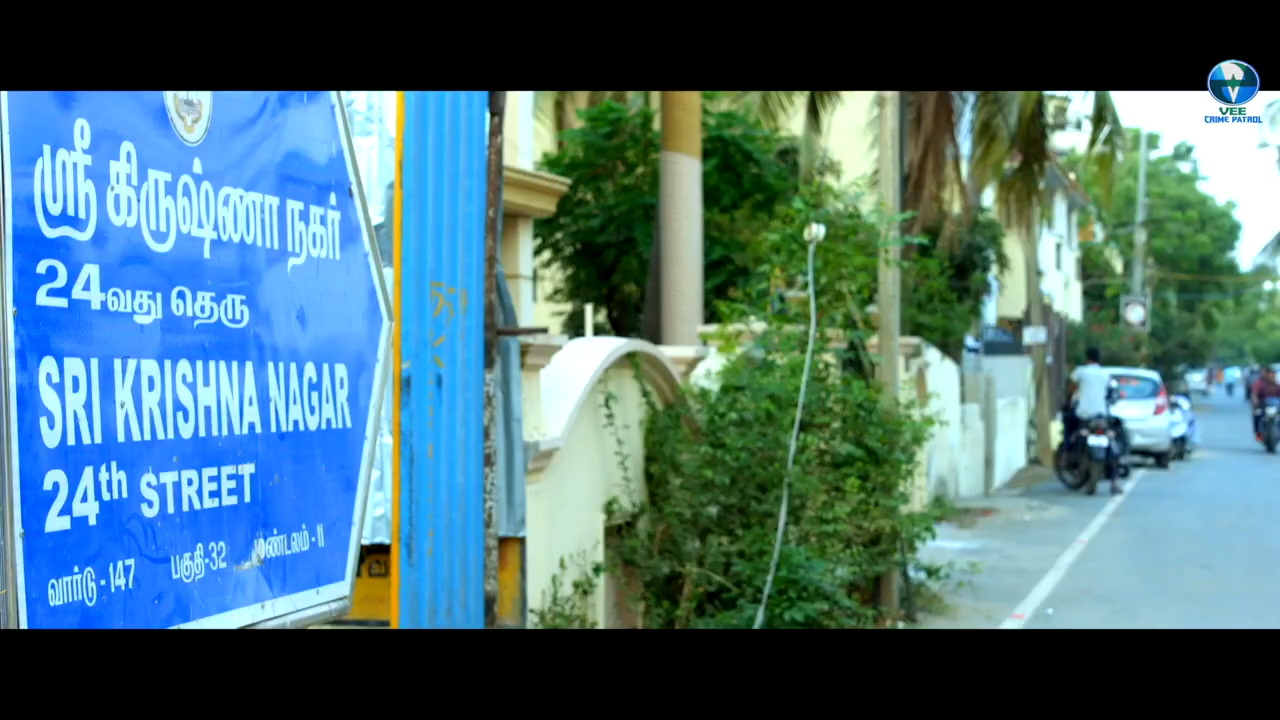 ஸ்ரீ கிருஷ்ணா நகர்
24வது தெரு
SRI KRISHNA NAGAR
24th STREET
வார்டு - 147 பகுதி-32 மண்டலம் - 11
VEE
CRIME PATROL